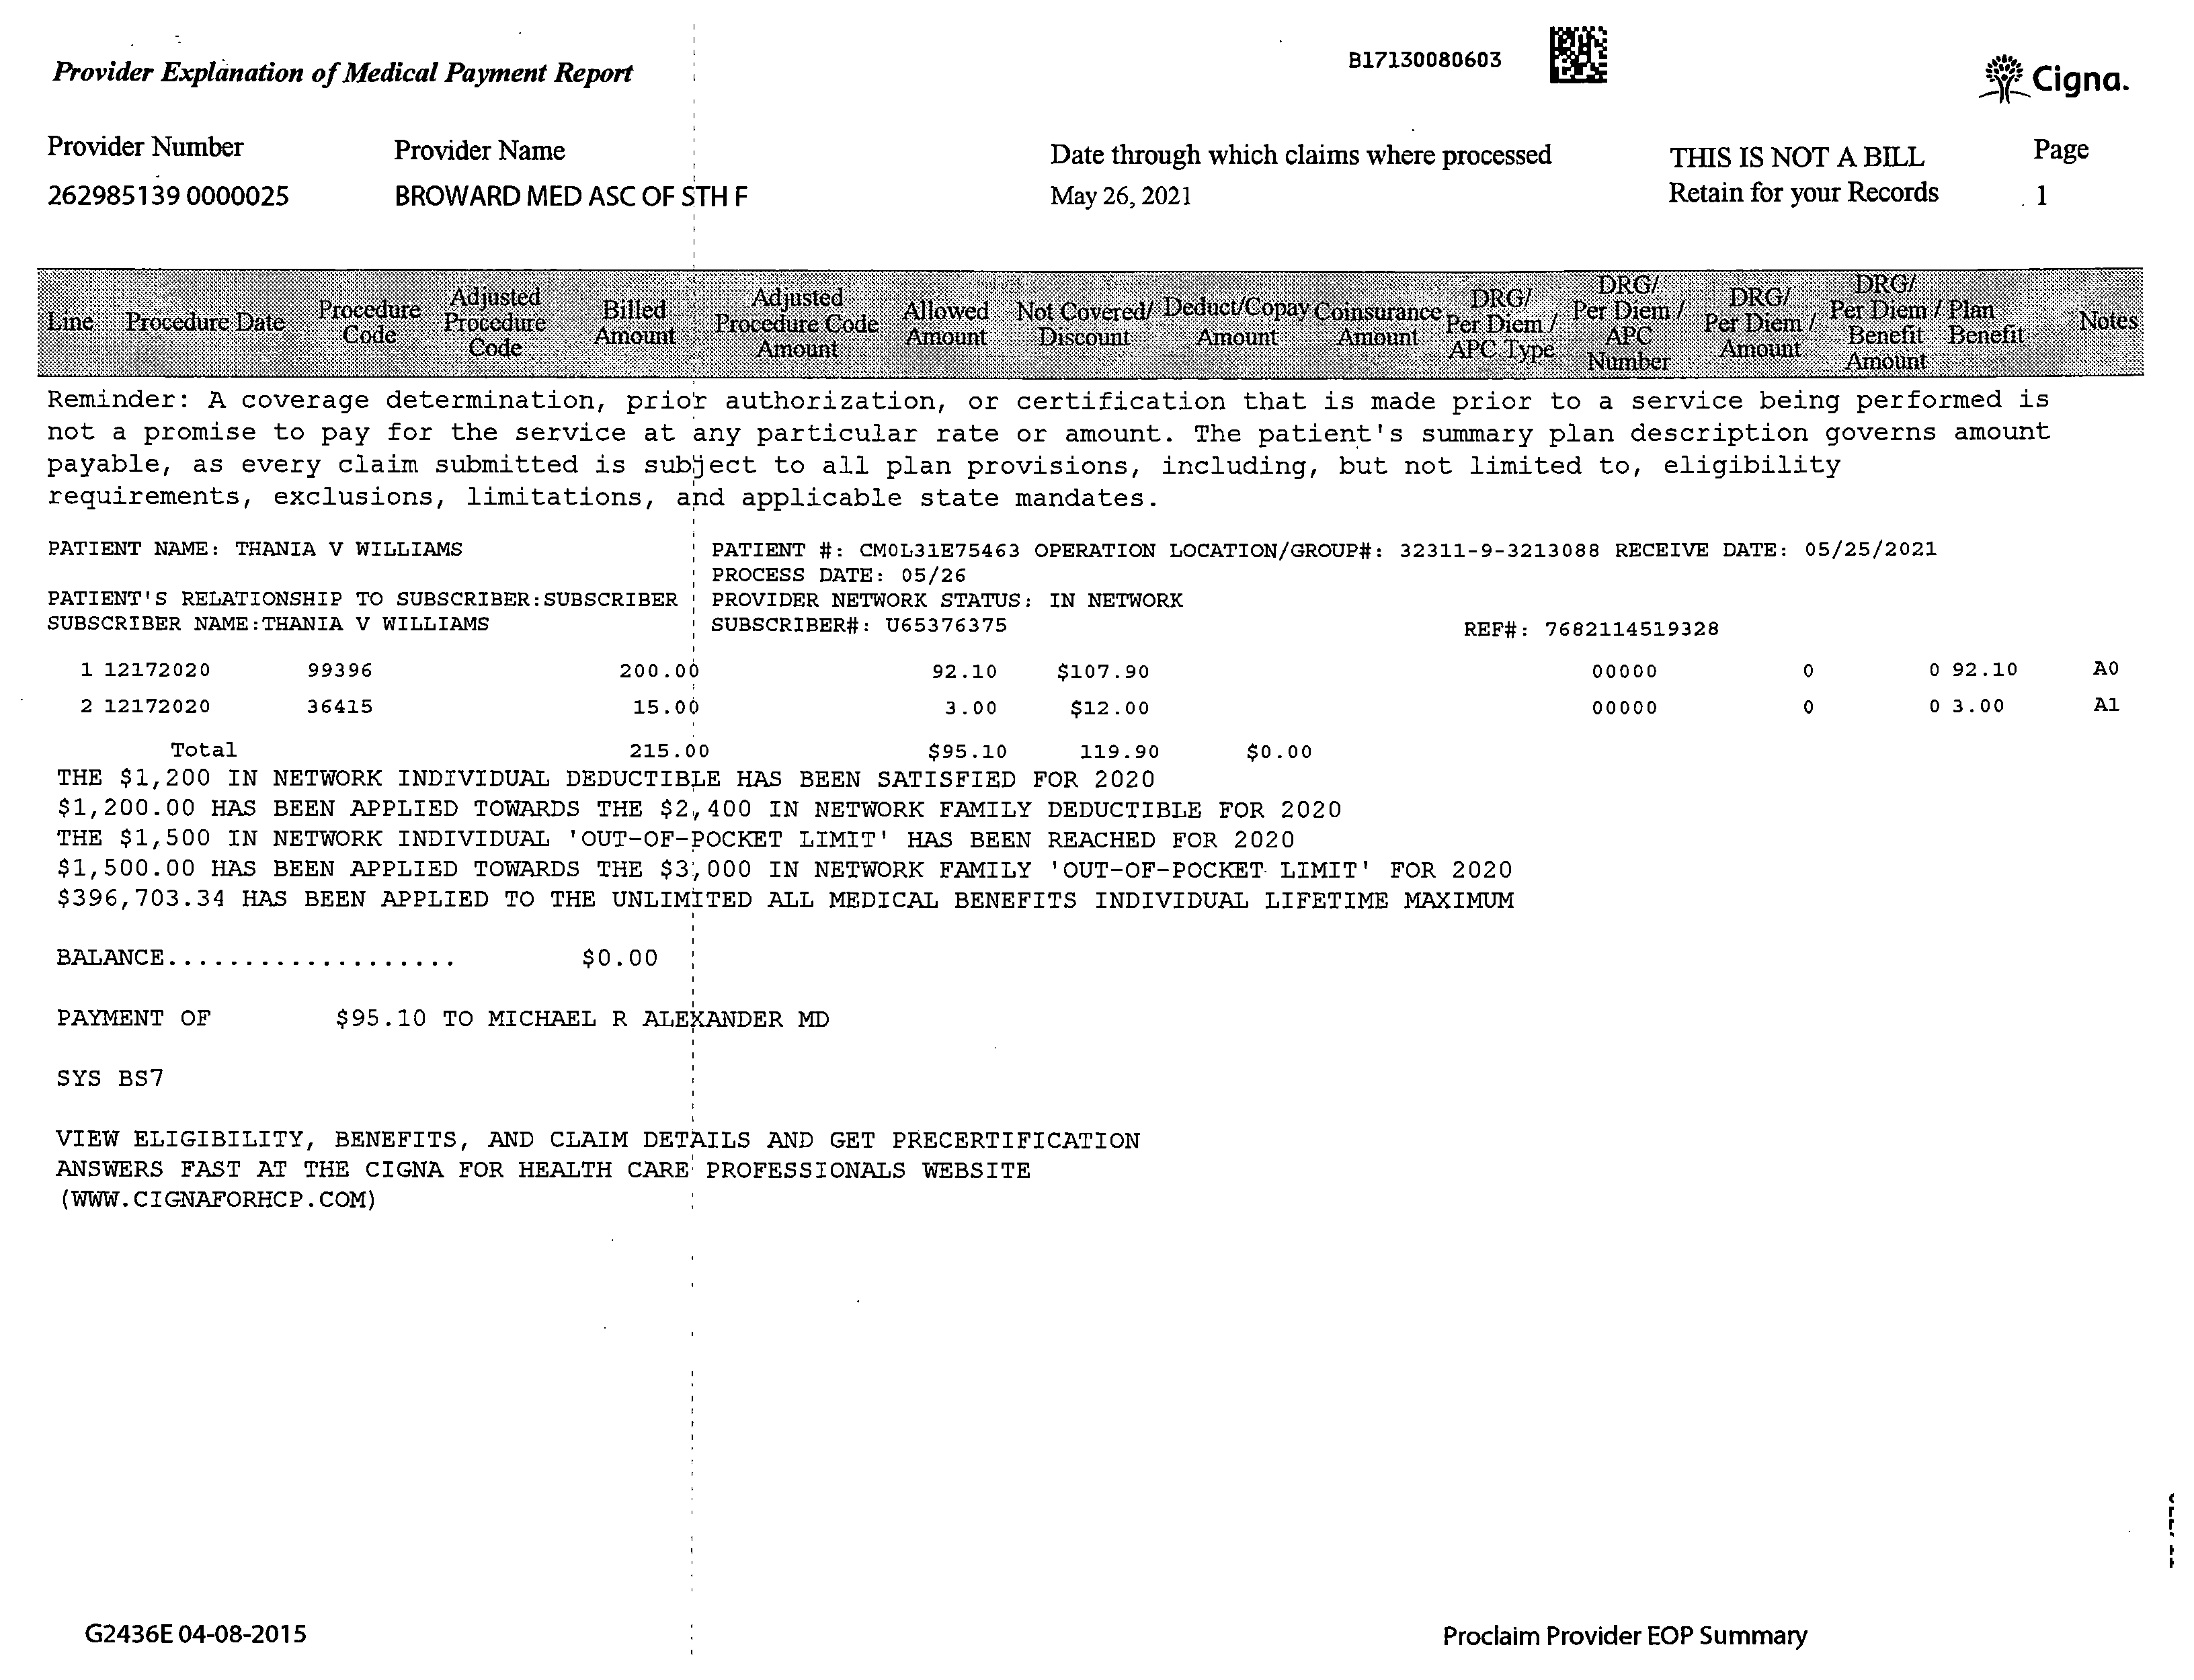 Provider Explanation of Medical Payment Report
B17130080603
Cigna.
Provider Number Provider Name Date through which claims where processed THIS IS NOT A BILL Page
262985139 0000025 BROWARD MED ASC OF STH F May 26, 2021 Retain for your Records 1
Line Procedure Date Procedure Code Adjusted Procedure Code Billed Amount Adjusted Procedure Code Amount Allowed Amount Not Covered/ Discount Deduct/Copay Amount Coinsurance Amount DRG/ Per Diem / APC Type DRG/ Per Diem / APC Number DRG/ Per Diem / Amount DRG/ Per Diem / Benefit Amount Plan Benefit Notes
Reminder: A coverage determination, prior authorization, or certification that is made prior to a service being performed is
not a promise to pay for the service at any particular rate or amount. The patient's summary plan description governs amount
payable, as every claim submitted is subject to all plan provisions, including, but not limited to, eligibility
requirements, exclusions, limitations, and applicable state mandates.
PATIENT NAME: THANIA V WILLIAMS PATIENT #: CM0L31E75463 OPERATION LOCATION/GROUP#: 32311-9-3213088 RECEIVE DATE: 05/25/2021
PROCESS DATE: 05/26
PATIENT'S RELATIONSHIP TO SUBSCRIBER:SUBSCRIBER PROVIDER NETWORK STATUS: IN NETWORK
SUBSCRIBER NAME:THANIA V WILLIAMS SUBSCRIBER#: U65376375 REF#: 7682114519328
1 12172020 99396 200.00 92.10 $107.90 00000 0 0 92.10 A0
2 12172020 36415 15.00 3.00 $12.00 00000 0 0 3.00 A1
Total 215.00 $95.10 119.90 $0.00
THE $1,200 IN NETWORK INDIVIDUAL DEDUCTIBLE HAS BEEN SATISFIED FOR 2020
$1,200.00 HAS BEEN APPLIED TOWARDS THE $2,400 IN NETWORK FAMILY DEDUCTIBLE FOR 2020
THE $1,500 IN NETWORK INDIVIDUAL 'OUT-OF-POCKET LIMIT' HAS BEEN REACHED FOR 2020
$1,500.00 HAS BEEN APPLIED TOWARDS THE $3,000 IN NETWORK FAMILY 'OUT-OF-POCKET LIMIT' FOR 2020
$396,703.34 HAS BEEN APPLIED TO THE UNLIMITED ALL MEDICAL BENEFITS INDIVIDUAL LIFETIME MAXIMUM
BALANCE................... $0.00
PAYMENT OF $95.10 TO MICHAEL R ALEXANDER MD
SYS BS7
VIEW ELIGIBILITY, BENEFITS, AND CLAIM DETAILS AND GET PRECERTIFICATION
ANSWERS FAST AT THE CIGNA FOR HEALTH CARE PROFESSIONALS WEBSITE
(WWW.CIGNAFORHCP.COM)
G2436E 04-08-2015 Proclaim Provider EOP Summary